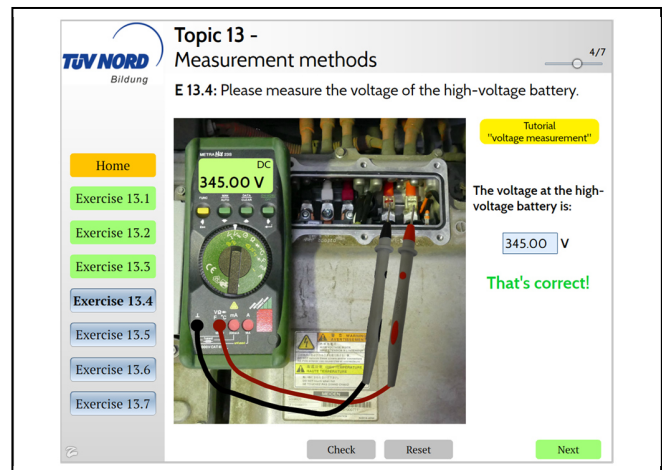 TÜV NORD
Bildung
Topic 13 -
Measurement methods
4/7
E 13.4: Please measure the voltage of the high-voltage battery.
Home
Exercise 13.1
Exercise 13.2
Exercise 13.3
Exercise 13.4
Exercise 13.5
Exercise 13.6
Exercise 13.7
DC
345.00 V
Tutorial
"voltage measurement"
The voltage at the high-
voltage battery is:
345.00 V
That's correct!
Check
Reset
Next